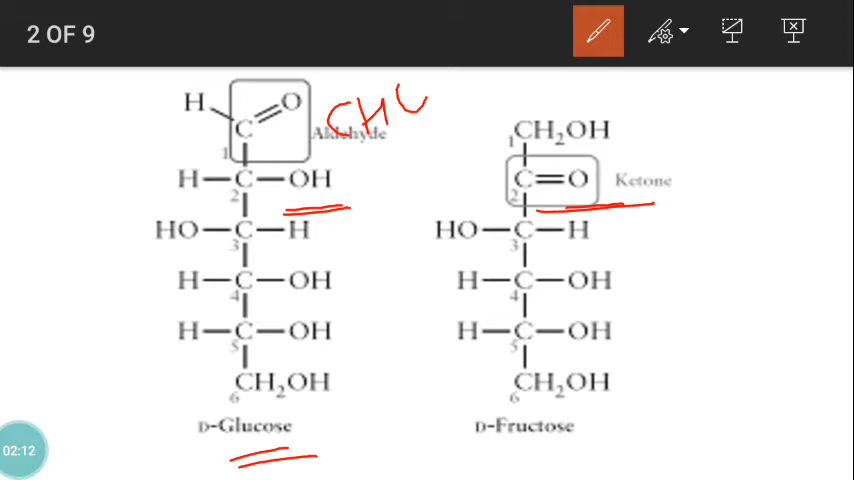 2 OF 9
H O CHO
C Aldehyde
1
H—C—OH
2
HO—C—H
3
H—C—OH
4
H—C—OH
5
CH₂OH
6
D-Glucose
CH₂OH
1
C=O Ketone
2
HO—C—H
3
H—C—OH
4
H—C—OH
5
CH₂OH
6
D-Fructose
02:12